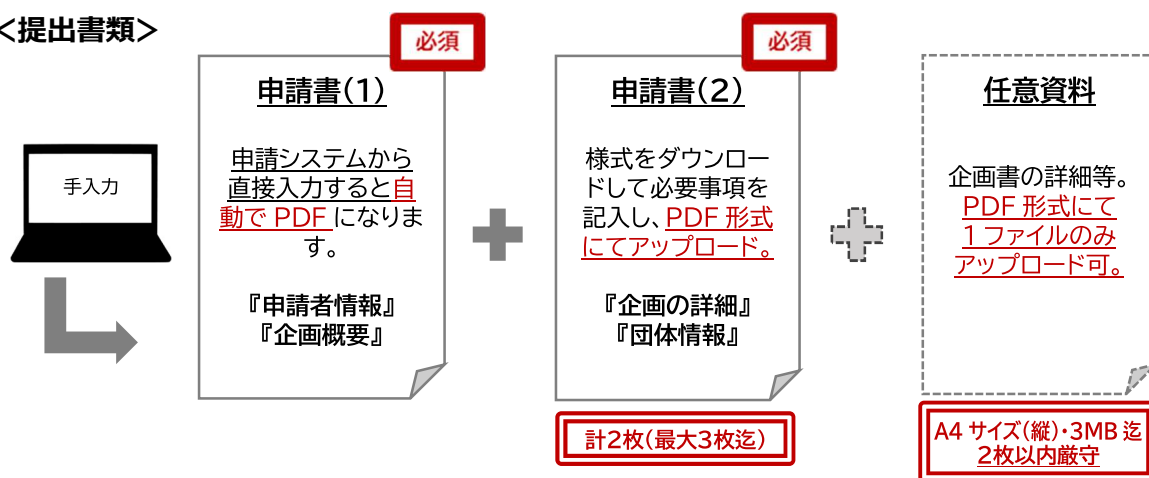 <提出書類>
手入力
必須
申請書(1)
申請システムから
直接入力すると自
動で PDF になりま
す。
『申請者情報』
『企画概要』
必須
申請書(2)
様式をダウンロー
ドして必要事項を
記入し、PDF 形式
にてアップロード。
『企画の詳細』
『団体情報』
計2枚(最大3枚迄)
任意資料
企画書の詳細等。
PDF 形式にて
1ファイルのみ
アップロード可。
A4 サイズ(縦)・3MB 迄
2枚以内厳守